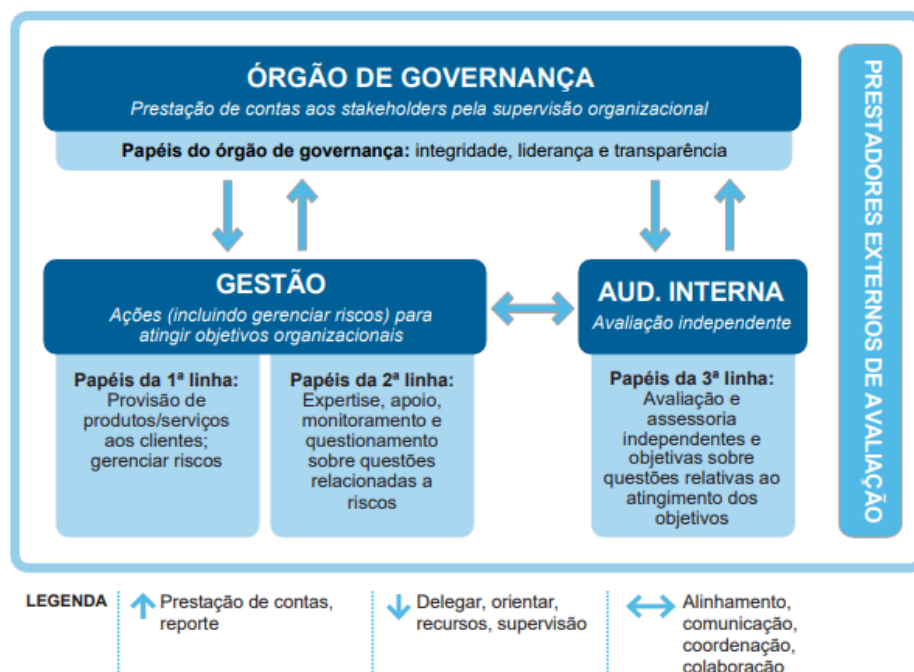 ÓRGÃO DE GOVERNANÇA
Prestação de contas aos stakeholders pela supervisão organizacional
Papéis do órgão de governança: integridade, liderança e transparência
GESTÃO
Ações (incluindo gerenciar riscos) para
atingir objetivos organizacionais
Papéis da 1ª linha:
Provisão de
produtos/serviços
aos clientes;
gerenciar riscos
Papéis da 2ª linha:
Expertise, apoio,
monitoramento e
questionamento
sobre questões
relacionadas a
riscos
AUD. INTERNA
Avaliação independente
Papéis da 3ª linha:
Avaliação e
assessoria
independentes e
objetivas sobre
questões relativas ao
atingimento dos
objetivos
PRESTADORES EXTERNOS DE AVALIAÇÃO
LEGENDA
Prestação de contas,
reporte
Delegar, orientar,
recursos, supervisão
Alinhamento,
comunicação,
coordenação,
colaboração